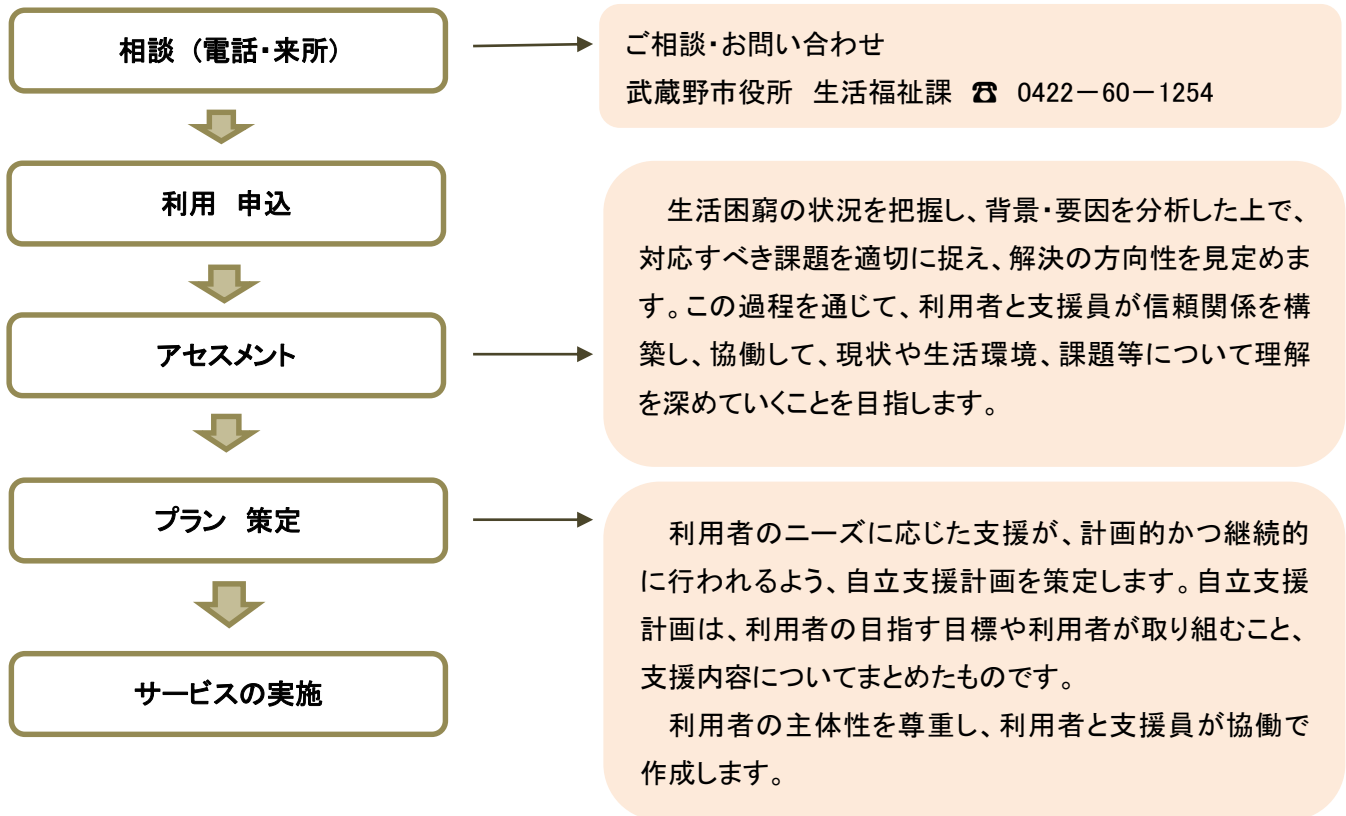 相談 (電話・来所)
ご相談・お問い合わせ
武蔵野市役所 生活福祉課 ☎ 0422－60－1254
利用 申込
アセスメント
生活困窮の状況を把握し、背景・要因を分析した上で、
対応すべき課題を適切に捉え、解決の方向性を見定めま
す。この過程を通じて、利用者と支援員が信頼関係を構
築し、協働して、現状や生活環境、課題等について理解
を深めていくことを目指します。
プラン 策定
利用者のニーズに応じた支援が、計画的かつ継続的
に行われるよう、自立支援計画を策定します。自立支援
計画は、利用者の目指す目標や利用者が取り組むこと、
支援内容についてまとめたものです。
利用者の主体性を尊重し、利用者と支援員が協働で
作成します。
サービスの実施